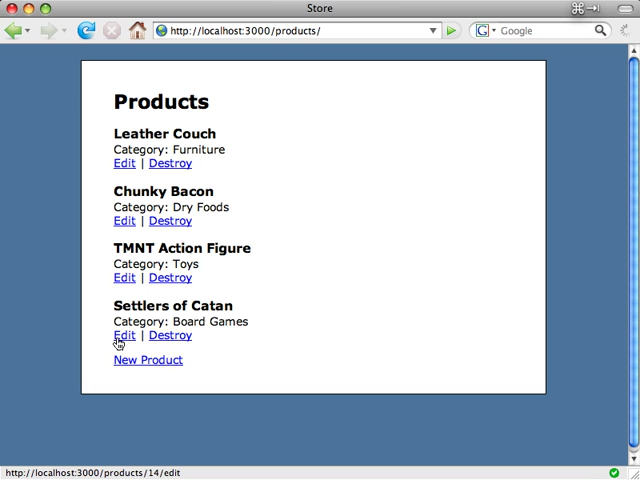 Store
http://localhost:3000/products/
Google
Products
Leather Couch
Category: Furniture
Edit | Destroy
Chunky Bacon
Category: Dry Foods
Edit | Destroy
TMNT Action Figure
Category: Toys
Edit | Destroy
Settlers of Catan
Category: Board Games
Edit | Destroy
New Product
http://localhost:3000/products/14/edit